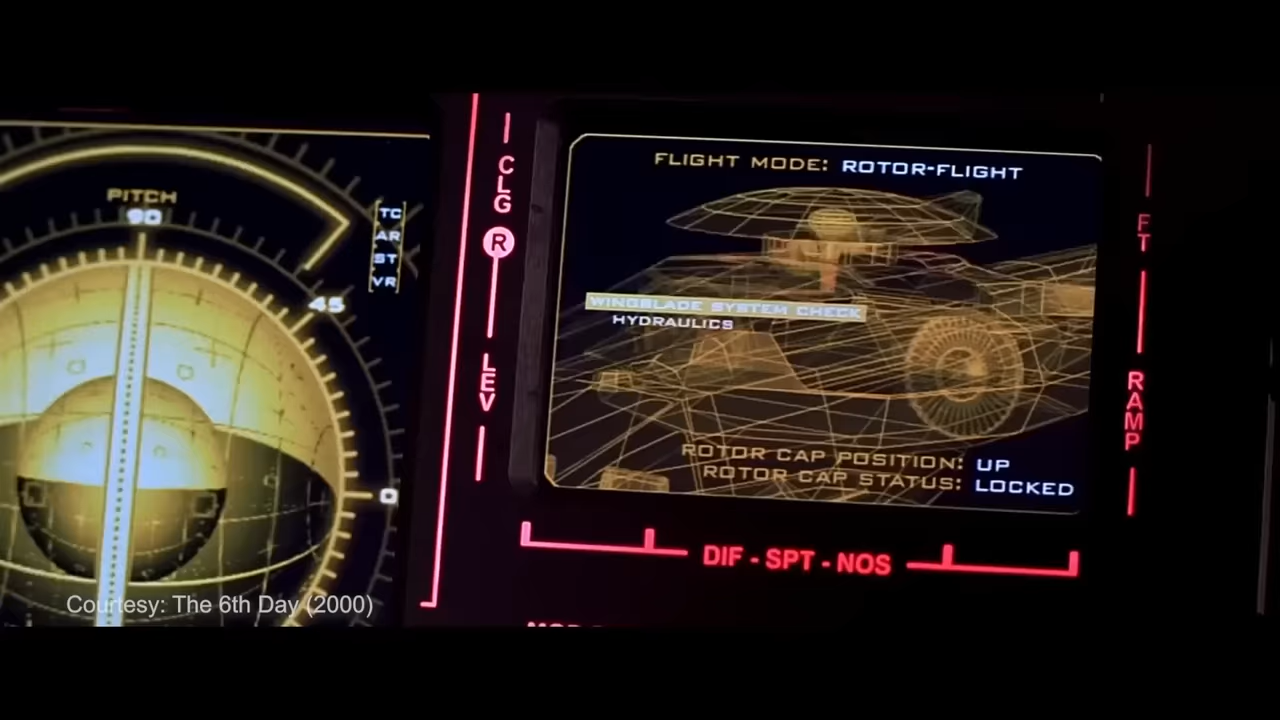 PITCH
90
45
0
TC
AR
ST
VR
CLG
R
LEV
FLIGHT MODE: ROTOR-FLIGHT
WINGBLADE SYSTEM CHECK
HYDRAULICS
ROTOR CAP POSITION: UP
ROTOR CAP STATUS: LOCKED
FT
RAMP
DIF - SPT - NOS
Courtesy: The 6th Day (2000)